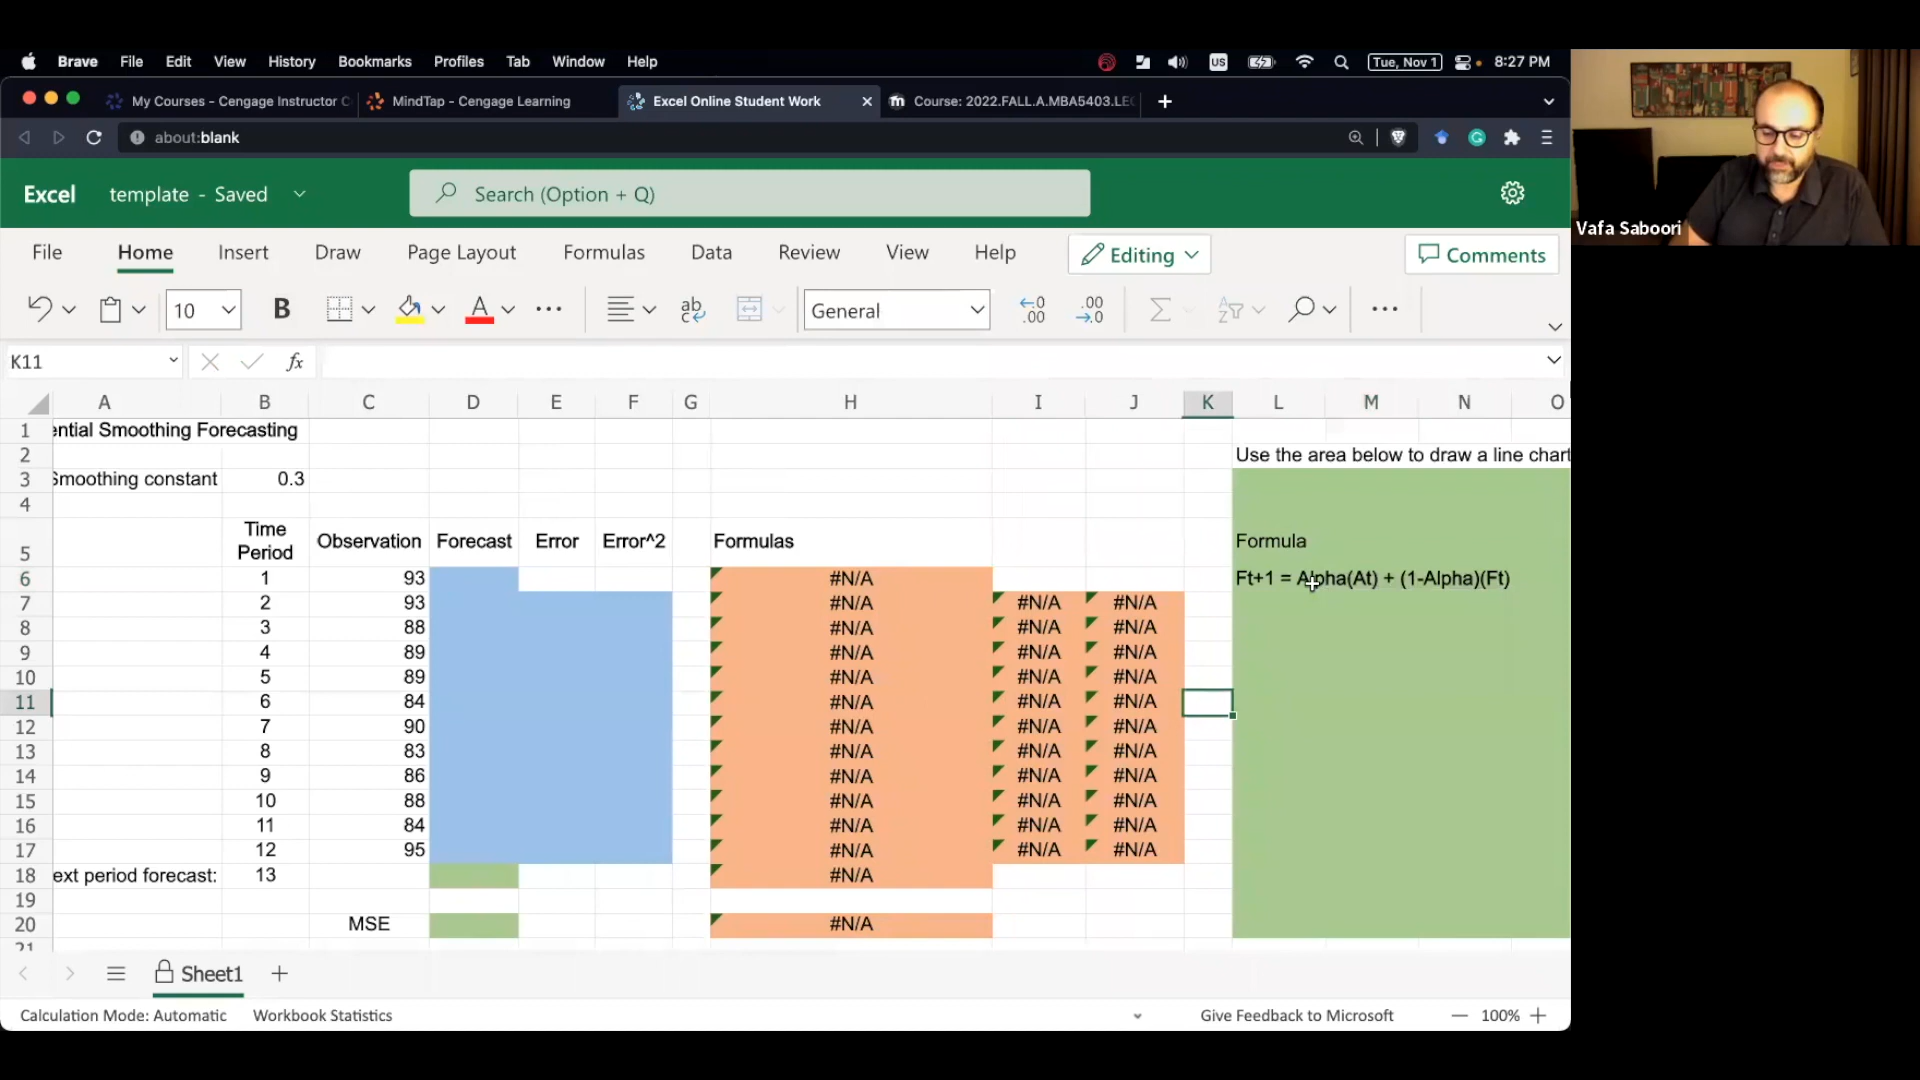 Brave File Edit View History Bookmarks Profiles Tab Window Help US Tue, Nov 1 8:27 PM
My Courses - Cengage Instructor C MindTap - Cengage Learning Excel Online Student Work Course: 2022.FALL.A.MBA5403.LEC
about:blank
Excel template - Saved Search (Option + Q)
Vafa Saboori
File Home Insert Draw Page Layout Formulas Data Review View Help Editing Comments
10 B A ab General .00 .00
K11 fx
A B C D E F G H I J K L M N O
1 ential Smoothing Forecasting
2 Use the area below to draw a line chart
3 Smoothing constant 0.3
4
5 Time Period Observation Forecast Error Error^2 Formulas Formula
6 1 93 #N/A Ft+1 = Alpha(At) + (1-Alpha)(Ft)
7 2 93 #N/A #N/A #N/A
8 3 88 #N/A #N/A #N/A
9 4 89 #N/A #N/A #N/A
10 5 89 #N/A #N/A #N/A
11 6 84 #N/A #N/A #N/A
12 7 90 #N/A #N/A #N/A
13 8 83 #N/A #N/A #N/A
14 9 86 #N/A #N/A #N/A
15 10 88 #N/A #N/A #N/A
16 11 84 #N/A #N/A #N/A
17 12 95 #N/A #N/A #N/A
18 ext period forecast: 13 #N/A
19
20 MSE #N/A
21
Sheet1
Calculation Mode: Automatic Workbook Statistics Give Feedback to Microsoft 100%